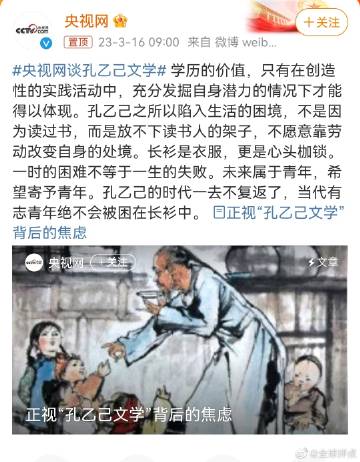 央视网
+关注
置顶 23-3-16 09:00 来自 微博 weib...
#央视网谈孔乙己文学# 学历的价值，只有在创造
性的实践活动中，充分发掘自身潜力的情况下才能
得以体现。孔乙己之所以陷入生活的困境，不是因
为读过书，而是放不下读书人的架子，不愿意靠劳
动改变自身的处境。长衫是衣服，更是心头枷锁。
一时的困难不等于一生的失败。未来属于青年，希
望寄予青年。孔乙己的时代一去不复返了，当代有
志青年绝不会被困在长衫中。正视“孔乙己文学”
背后的焦虑
央视网 +关注
文章
正视“孔乙己文学”背后的焦虑